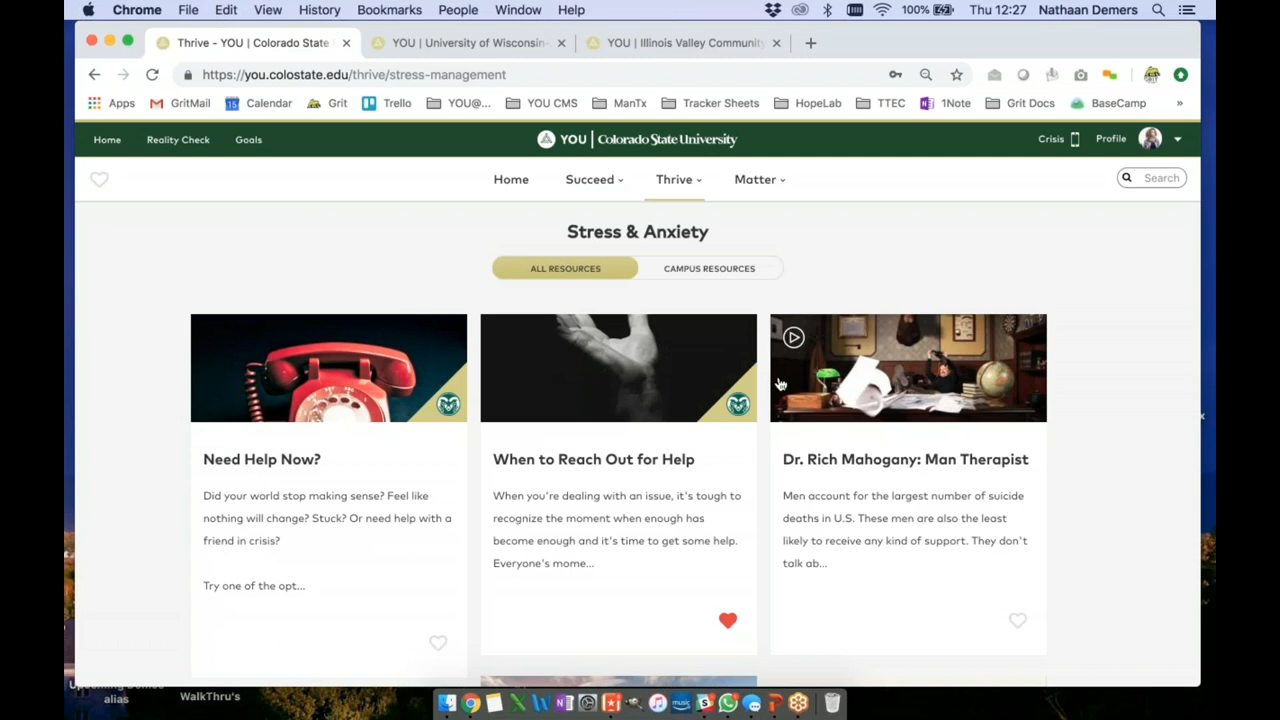 Chrome File Edit View History Bookmarks People Window Help 100% Thu 12:27 Nathaan Demers
Thrive - YOU | Colorado State YOU | University of Wisconsin- YOU | Illinois Valley Community
https://you.colostate.edu/thrive/stress-management
Apps GritMail Calendar Grit Trello YOU@... YOU CMS ManTx Tracker Sheets HopeLab TTEC 1Note Grit Docs BaseCamp »
Home Reality Check Goals YOU | Colorado State University Crisis Profile
Home Succeed Thrive Matter Search
Stress & Anxiety
ALL RESOURCES CAMPUS RESOURCES
Need Help Now?
Did your world stop making sense? Feel like
nothing will change? Stuck? Or need help with a
friend in crisis?
Try one of the opt...
When to Reach Out for Help
When you're dealing with an issue, it's tough to
recognize the moment when enough has
become enough and it's time to get some help.
Everyone's mome...
Dr. Rich Mahogany: Man Therapist
Men account for the largest number of suicide
deaths in U.S. These men are also the least
likely to receive any kind of support. They don't
talk ab...
alias
WalkThru's
music